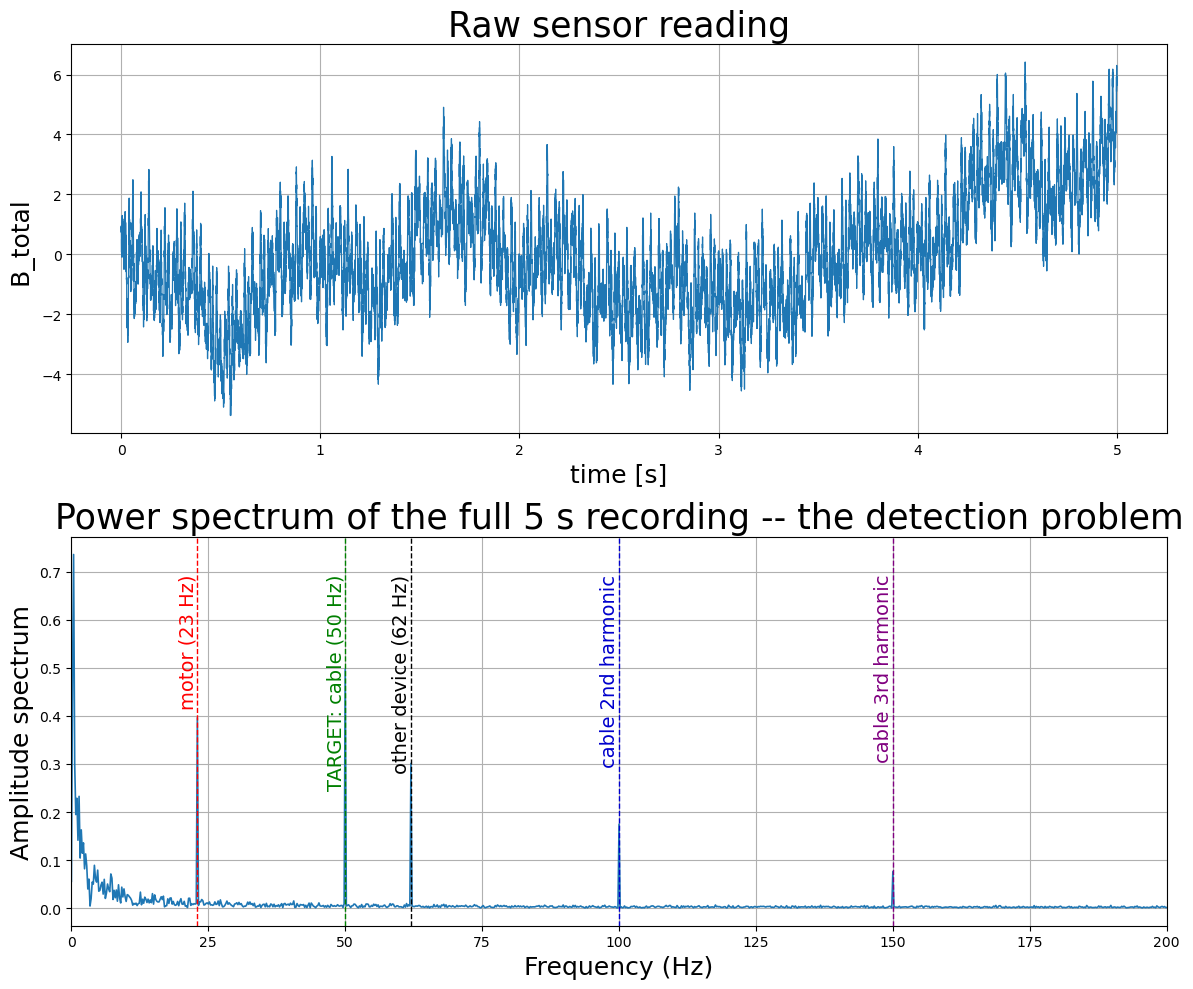 Raw sensor reading
B_total
6
4
2
0
−2
−4
0
1
2
3
4
5
time [s]
Power spectrum of the full 5 s recording -- the detection problem
Amplitude spectrum
0.7
0.6
0.5
0.4
0.3
0.2
0.1
0.0
motor (23 Hz)
TARGET: cable (50 Hz)
other device (62 Hz)
cable 2nd harmonic
cable 3rd harmonic
0
25
50
75
100
125
150
175
200
Frequency (Hz)